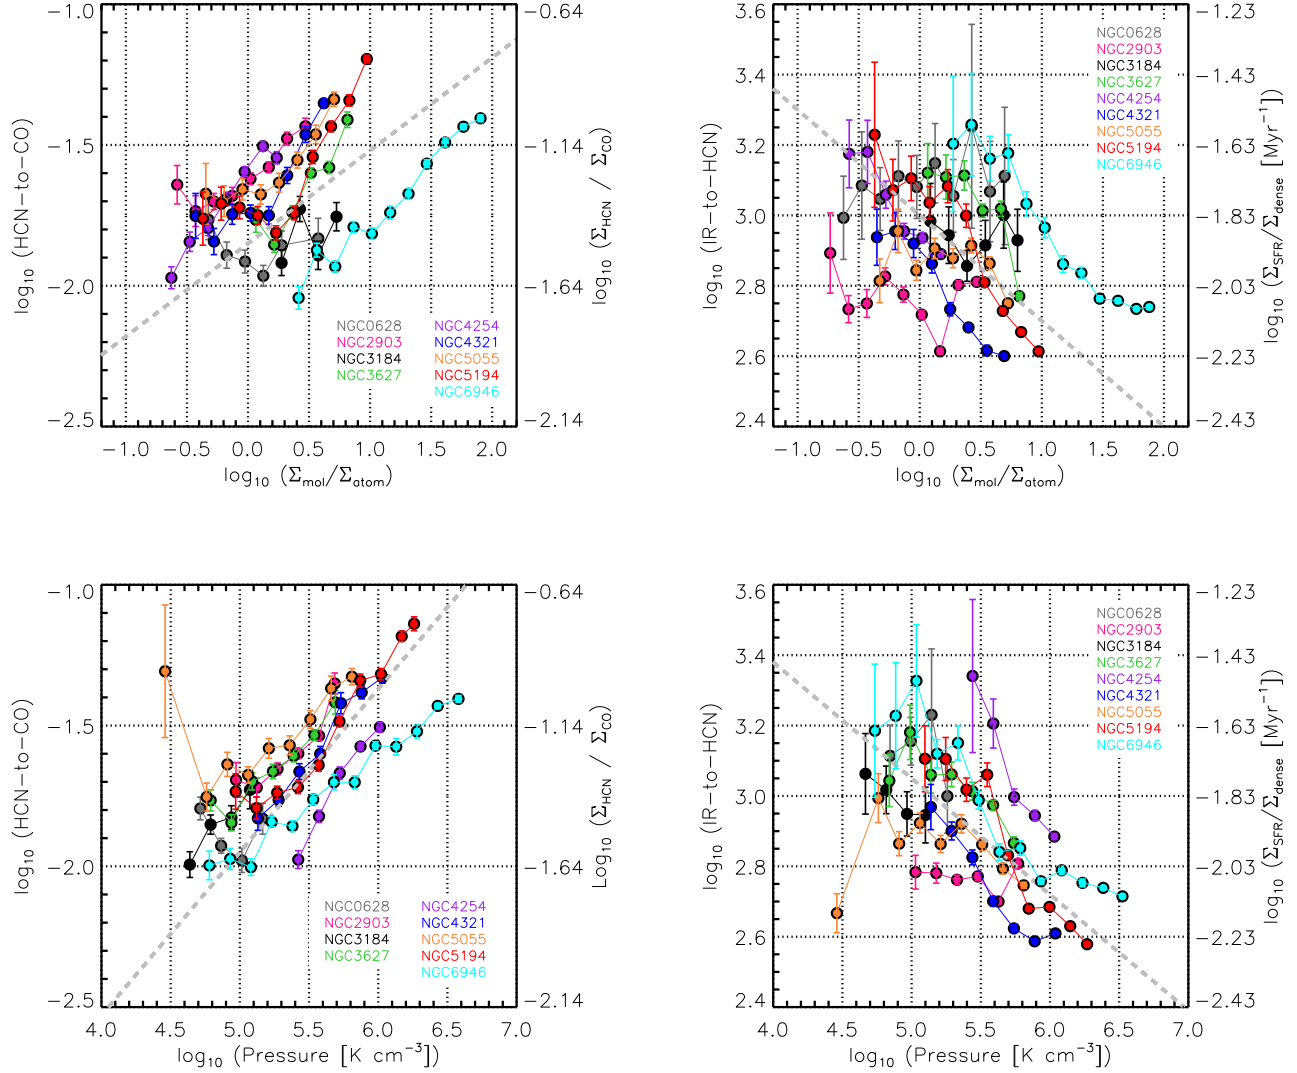 −1.0
−1.5
−2.0
−2.5
log10 (HCN−to−CO)
−0.64
−1.14
−1.64
−2.14
log10 (ΣHCN / ΣCO)
NGC0628
NGC2903
NGC3184
NGC3627
NGC4254
NGC4321
NGC5055
NGC5194
NGC6946
−1.0 −0.5 0.0 0.5 1.0 1.5 2.0
log10 (Σmol/Σatom)
3.6
3.4
3.2
3.0
2.8
2.6
2.4
log10 (IR−to−HCN)
−1.23
−1.43
−1.63
−1.83
−2.03
−2.23
−2.43
log10 (ΣSFR/Σdense [Myr−1])
NGC0628
NGC2903
NGC3184
NGC3627
NGC4254
NGC4321
NGC5055
NGC5194
NGC6946
−1.0 −0.5 0.0 0.5 1.0 1.5 2.0
log10 (Σmol/Σatom)
−1.0
−1.5
−2.0
−2.5
log10 (HCN−to−CO)
−0.64
−1.14
−1.64
−2.14
Log10 (ΣHCN / ΣCO)
NGC0628
NGC2903
NGC3184
NGC3627
NGC4254
NGC4321
NGC5055
NGC5194
NGC6946
4.0 4.5 5.0 5.5 6.0 6.5 7.0
log10 (Pressure [K cm−3])
3.6
3.4
3.2
3.0
2.8
2.6
2.4
log10 (IR−to−HCN)
−1.23
−1.43
−1.63
−1.83
−2.03
−2.23
−2.43
log10 (ΣSFR/Σdense [Myr−1])
NGC0628
NGC2903
NGC3184
NGC3627
NGC4254
NGC4321
NGC5055
NGC5194
NGC6946
4.0 4.5 5.0 5.5 6.0 6.5 7.0
log10 (Pressure [K cm−3])